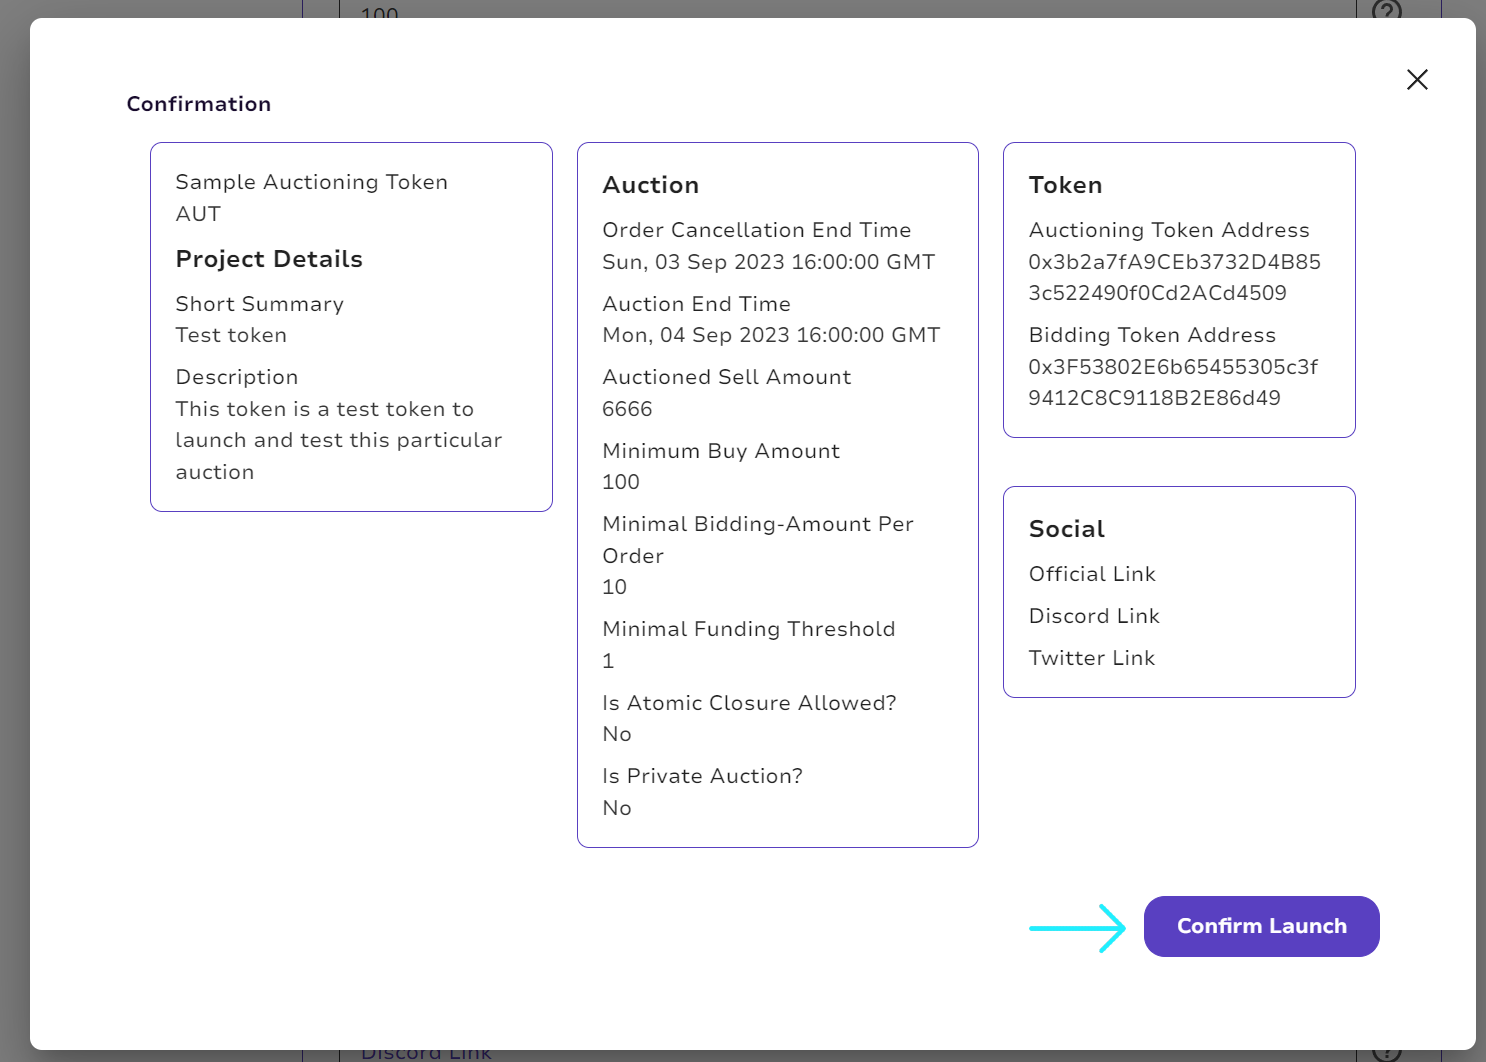 100
Confirmation
Sample Auctioning Token
AUT
Project Details
Short Summary
Test token
Description
This token is a test token to
launch and test this particular
auction
Auction
Order Cancellation End Time
Sun, 03 Sep 2023 16:00:00 GMT
Auction End Time
Mon, 04 Sep 2023 16:00:00 GMT
Auctioned Sell Amount
6666
Minimum Buy Amount
100
Minimal Bidding-Amount Per
Order
10
Minimal Funding Threshold
1
Is Atomic Closure Allowed?
No
Is Private Auction?
No
Token
Auctioning Token Address
0x3b2a7fA9CEb3732D4B85
3c522490f0Cd2ACd4509
Bidding Token Address
0x3F53802E6b65455305c3f
9412C8C9118B2E86d49
Social
Official Link
Discord Link
Twitter Link
Confirm Launch
Discord Link